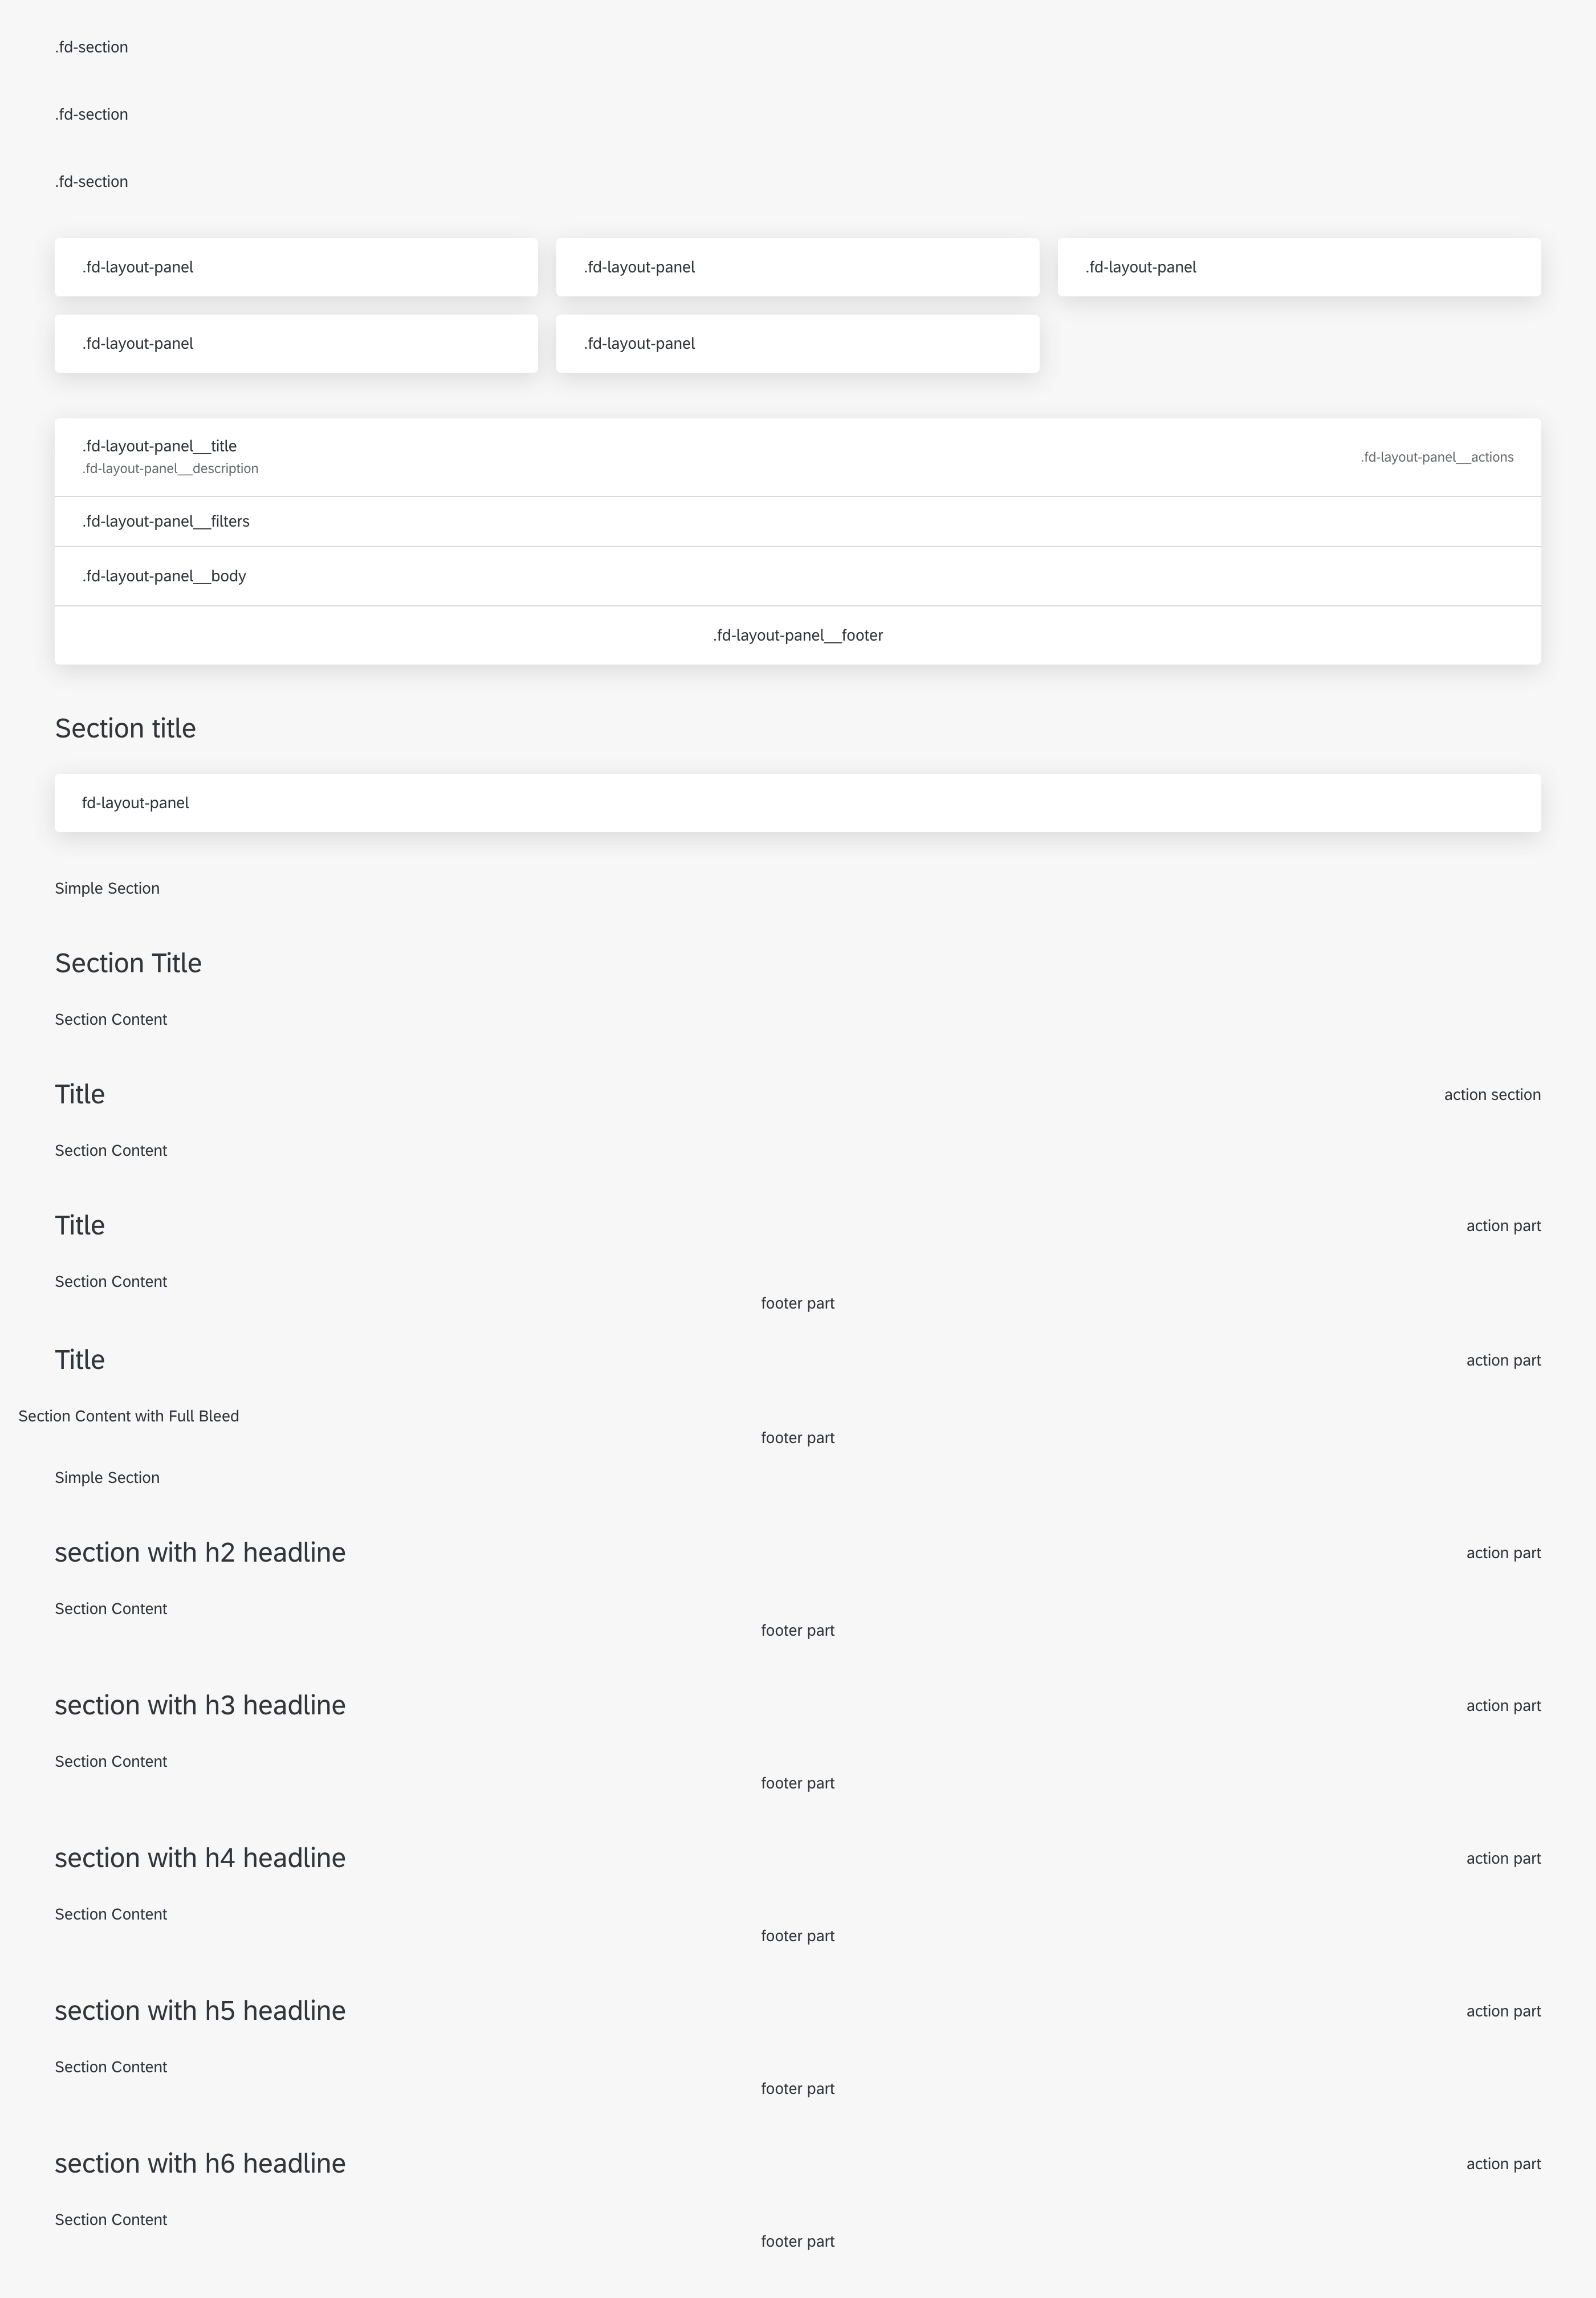 .fd-section
.fd-section
.fd-section
.fd-layout-panel
.fd-layout-panel
.fd-layout-panel
.fd-layout-panel
.fd-layout-panel
.fd-layout-panel__title
.fd-layout-panel__description
.fd-layout-panel__actions
.fd-layout-panel__filters
.fd-layout-panel__body
.fd-layout-panel__footer
Section title
fd-layout-panel
Simple Section
Section Title
Section Content
Title
action section
Section Content
Title
action part
Section Content
footer part
Title
action part
Section Content with Full Bleed
footer part
Simple Section
section with h2 headline
action part
Section Content
footer part
section with h3 headline
action part
Section Content
footer part
section with h4 headline
action part
Section Content
footer part
section with h5 headline
action part
Section Content
footer part
section with h6 headline
action part
Section Content
footer part